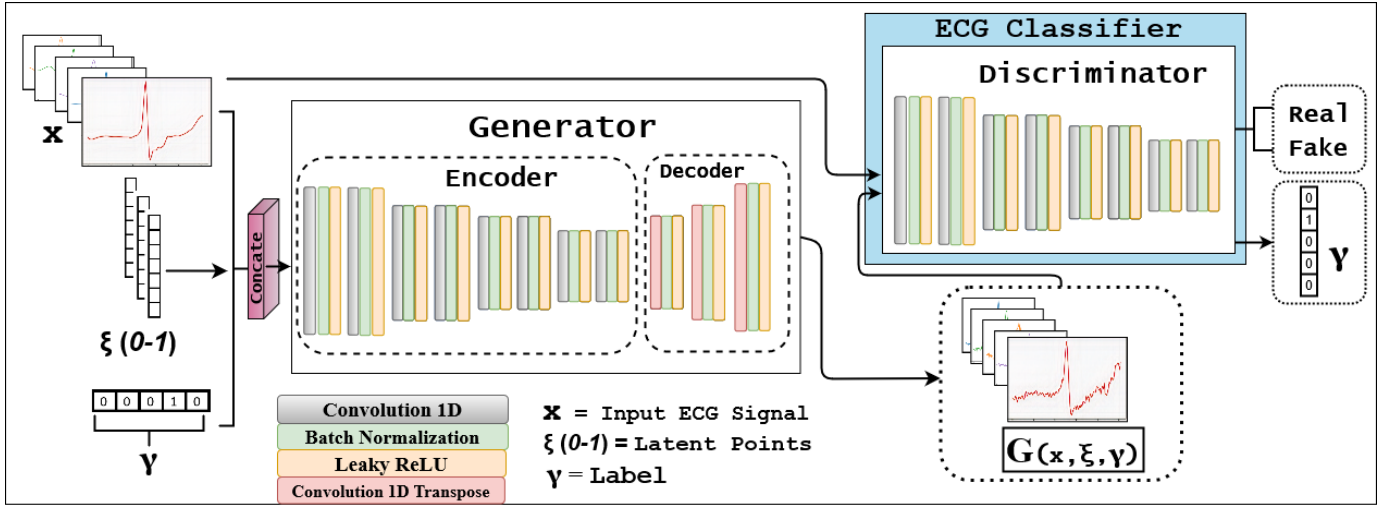 ECG Classifier
Discriminator
Real
Fake
x
Generator
Encoder
Decoder
Concate
ξ (0-1)
0 0 0 1 0
γ
0
1
0
0
0
γ
Convolution 1D
Batch Normalization
Leaky ReLU
Convolution 1D Transpose
x = Input ECG Signal
ξ (0-1) = Latent Points
γ = Label
G(x,ξ,γ)